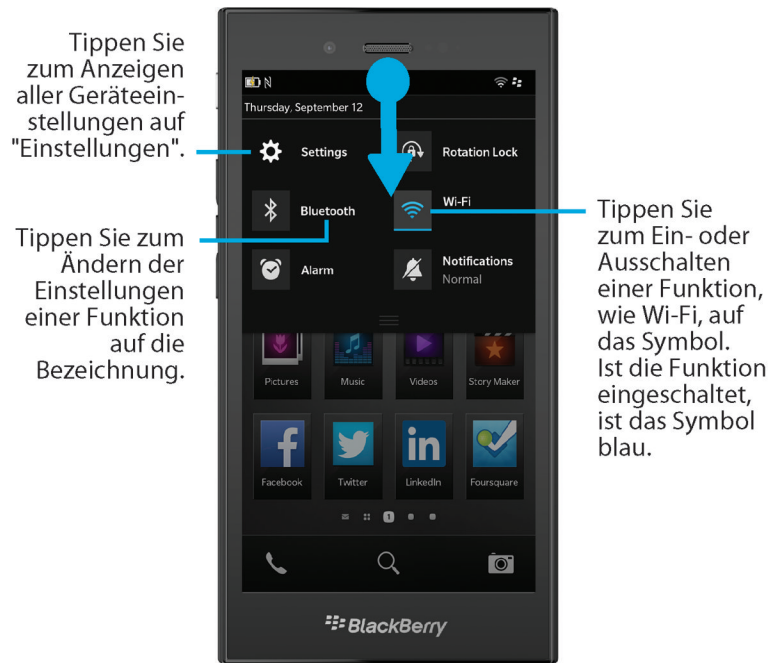 Tippen Sie
zum Anzeigen
aller Geräteein-
stellungen auf
"Einstellungen".
Tippen Sie zum
Ändern der
Einstellungen
einer Funktion
auf die
Bezeichnung.
Thursday, September 12
Settings
Rotation Lock
Bluetooth
Wi-Fi
Alarm
Notifications
Normal
Pictures
Music
Videos
Story Maker
Facebook
Twitter
LinkedIn
Foursquare
1
BlackBerry
Tippen Sie
zum Ein- oder
Ausschalten
einer Funktion,
wie Wi-Fi, auf
das Symbol.
Ist die Funktion
eingeschaltet,
ist das Symbol
blau.